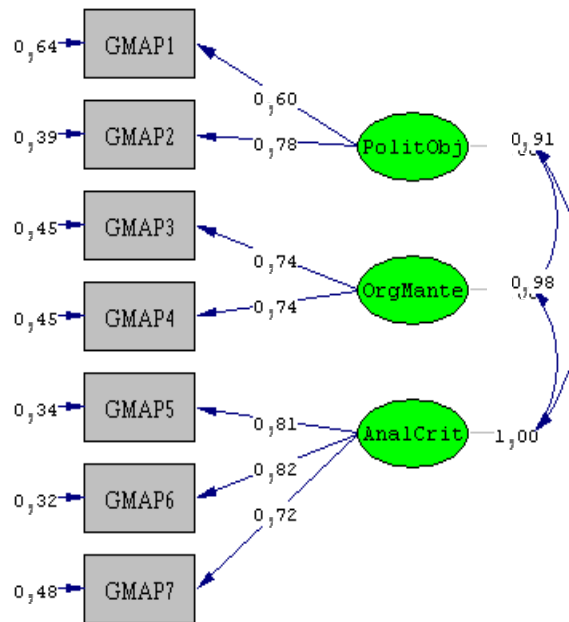 0,64 GMAP1
0,60
0,39 GMAP2 0,78 PolitObj 0,91
0,45 GMAP3
0,74 OrgMante 0,98
0,45 GMAP4 0,74
0,34 GMAP5 0,81 AnalCrit 1,00
0,82
0,32 GMAP6
0,72
0,48 GMAP7